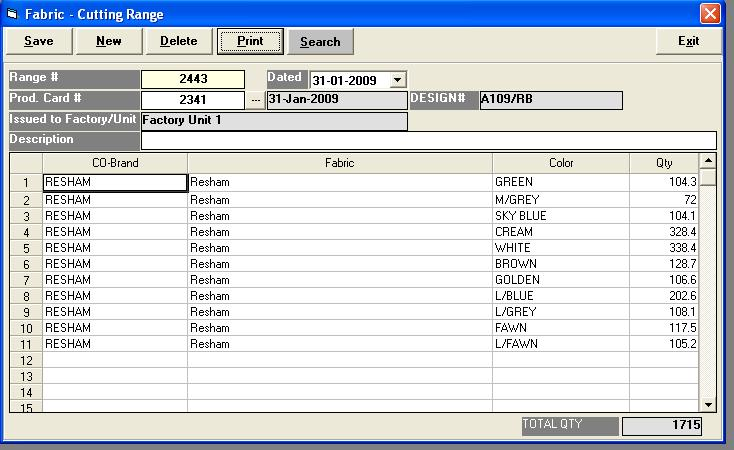 Fabric - Cutting Range
Save New Delete Print Search Exit
Range # 2443 Dated 31-01-2009
Prod. Card # 2341 ... 31-Jan-2009 DESIGN# A109/RB
Issued to Factory/Unit Factory Unit 1
Description
CO-Brand Fabric Color Qty
1 RESHAM Resham GREEN 104.3
2 RESHAM Resham M/GREY 72
3 RESHAM Resham SKY BLUE 104.1
4 RESHAM Resham CREAM 328.4
5 RESHAM Resham WHITE 338.4
6 RESHAM Resham BROWN 128.7
7 RESHAM Resham GOLDEN 106.6
8 RESHAM Resham L/BLUE 202.6
9 RESHAM Resham L/GREY 108.1
10 RESHAM Resham FAWN 117.5
11 RESHAM Resham L/FAWN 105.2
12
13
14
15
TOTAL QTY 1715